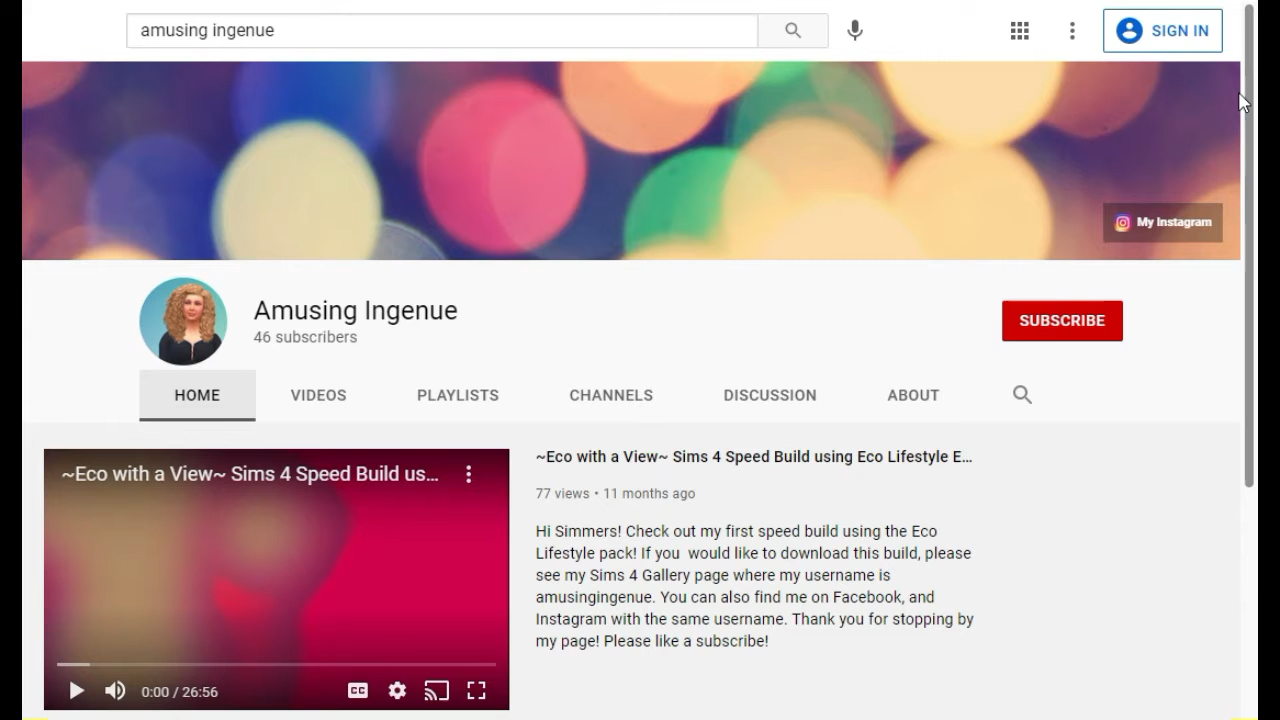 amusing ingenue
SIGN IN
My Instagram
Amusing Ingenue
46 subscribers
SUBSCRIBE
HOME VIDEOS PLAYLISTS CHANNELS DISCUSSION ABOUT
~Eco with a View~ Sims 4 Speed Build us...
~Eco with a View~ Sims 4 Speed Build using Eco Lifestyle E...
77 views • 11 months ago
Hi Simmers! Check out my first speed build using the Eco
Lifestyle pack! If you  would like to download this build, please
see my Sims 4 Gallery page where my username is
amusingingenue. You can also find me on Facebook, and
Instagram with the same username. Thank you for stopping by
my page! Please like a subscribe!
0:00 / 26:56
CC